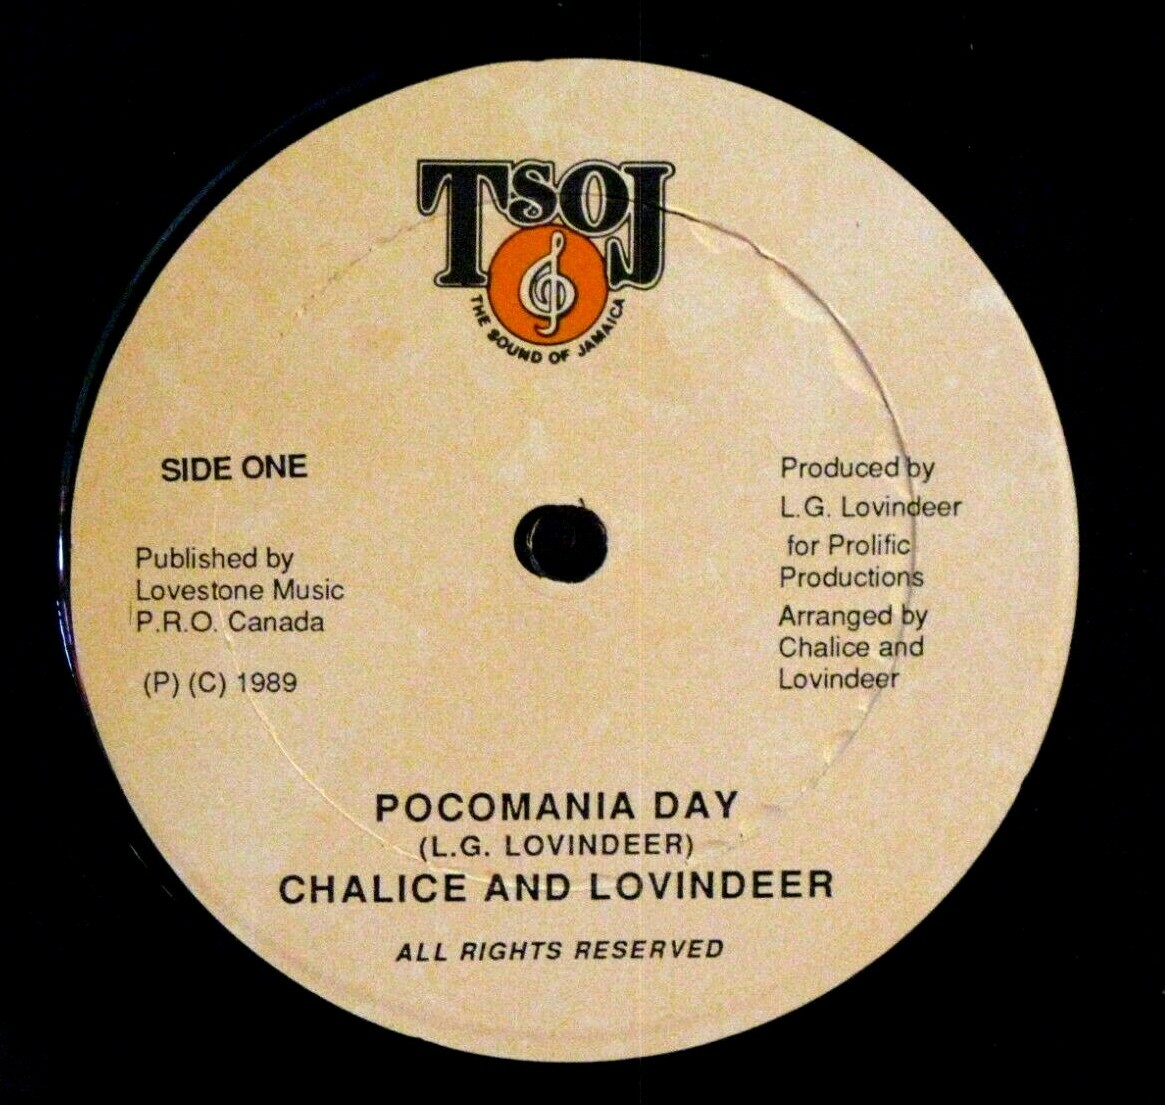 TSOJ
THE SOUND OF JAMAICA
SIDE ONE
Published by
Lovestone Music
P.R.O. Canada
(P) (C) 1989
Produced by
L.G. Lovindeer
for Prolific
Productions
Arranged by
Chalice and
Lovindeer
POCOMANIA DAY
(L.G. LOVINDEER)
CHALICE AND LOVINDEER
ALL RIGHTS RESERVED